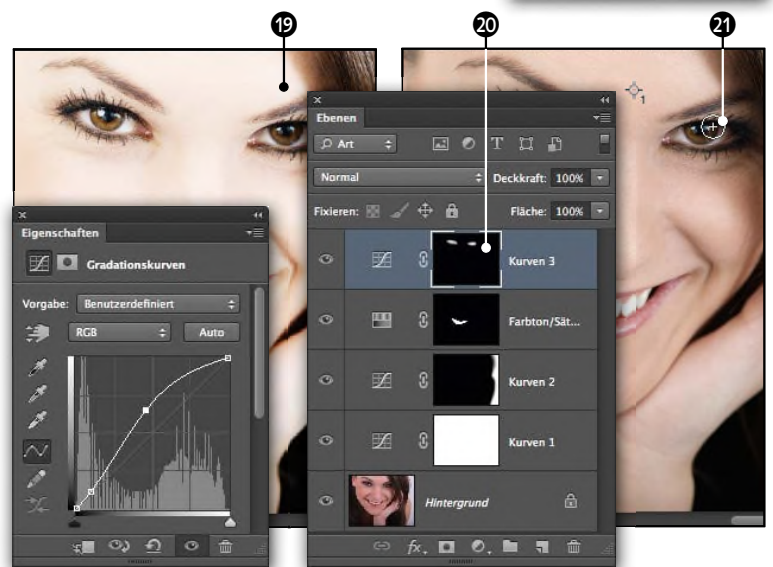 19
20
21
Ebenen
Art
Normal
Deckkraft: 100%
Fixieren:
Fläche: 100%
Kurven 3
Farbton/Sät...
Kurven 2
Kurven 1
Hintergrund
fx
1
Eigenschaften
Gradationskurven
Vorgabe: Benutzerdefiniert
RGB
Auto